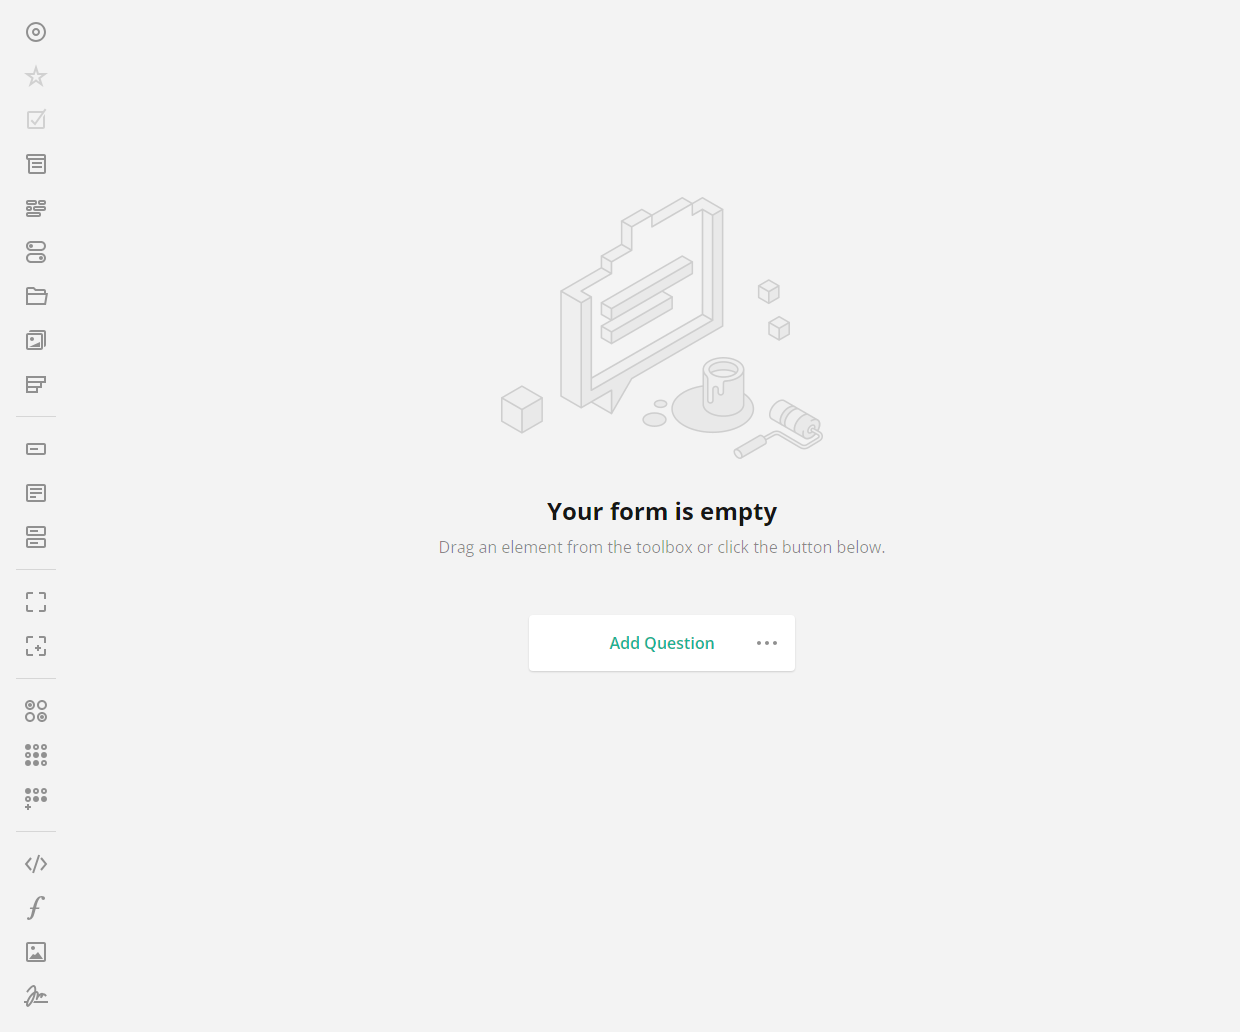 Your form is empty
Drag an element from the toolbox or click the button below.
Add Question